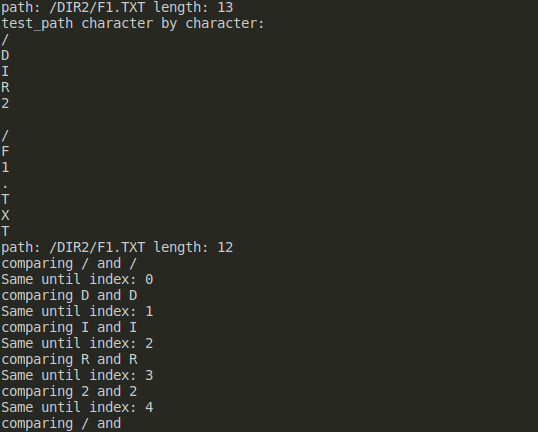 path: /DIR2/F1.TXT length: 13
test_path character by character:
/
D
I
R
2

/
F
1
.
T
X
T
path: /DIR2/F1.TXT length: 12
comparing / and /
Same until index: 0
comparing D and D
Same until index: 1
comparing I and I
Same until index: 2
comparing R and R
Same until index: 3
comparing 2 and 2
Same until index: 4
comparing / and